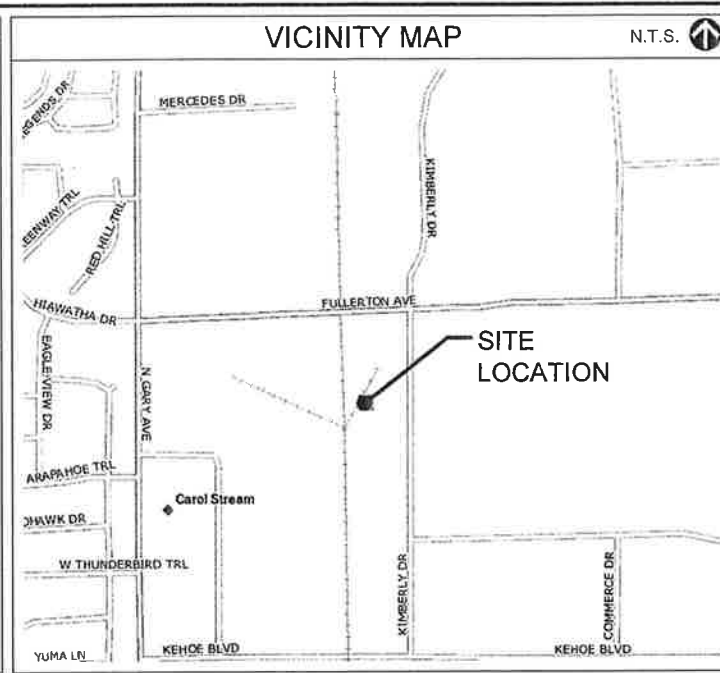 VICINITY MAP
N.T.S.
MERCEDES DR
KIMBERLY DR
RED HILL TRL
HIAWATHA DR
FULLERTON AVE
SITE
LOCATION
EAGLE VIEW DR
N GARY AVE
ARAPAHOE TRL
Carol Stream
W THUNDERBIRD TRL
KIMBERLY DR
COMMERCE DR
YUMA LN
KEHOE BLVD
KEHOE BLVD